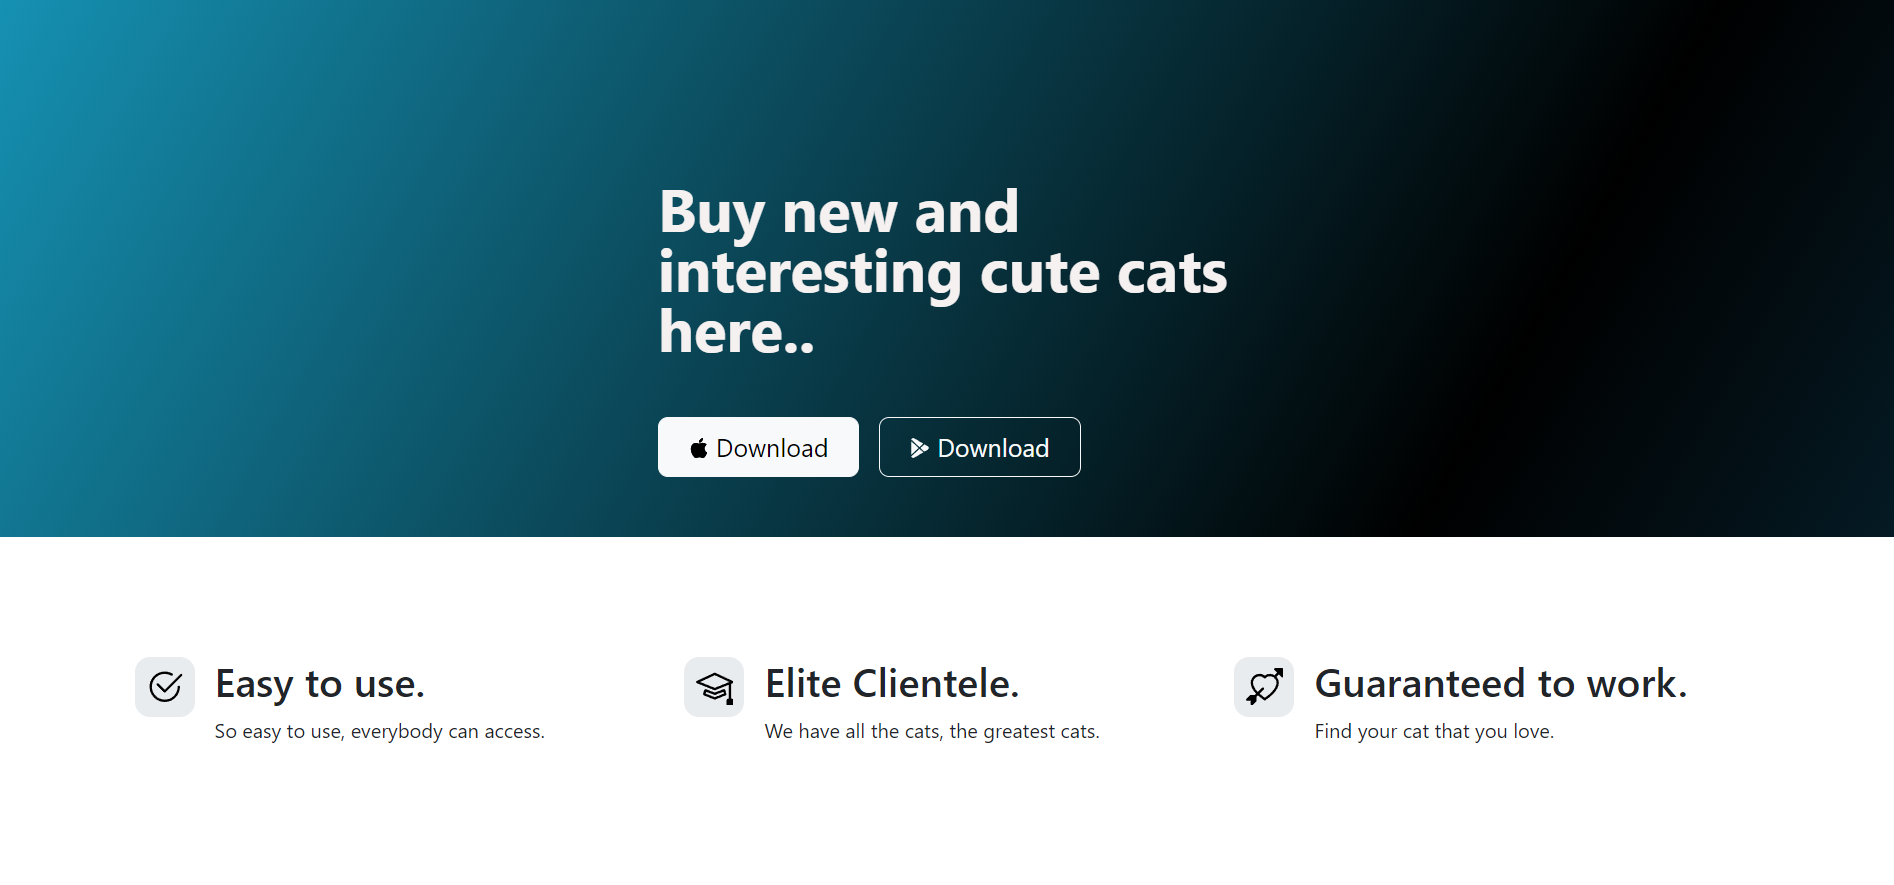 Buy new and
interesting cute cats
here..
Download
Download
Easy to use.
So easy to use, everybody can access.
Elite Clientele.
We have all the cats, the greatest cats.
Guaranteed to work.
Find your cat that you love.